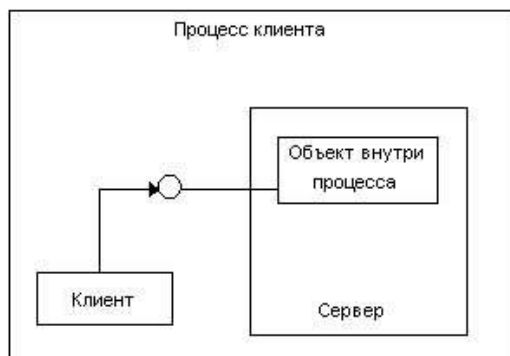 Процесс клиента
Объект внутри
процесса
Клиент
Сервер